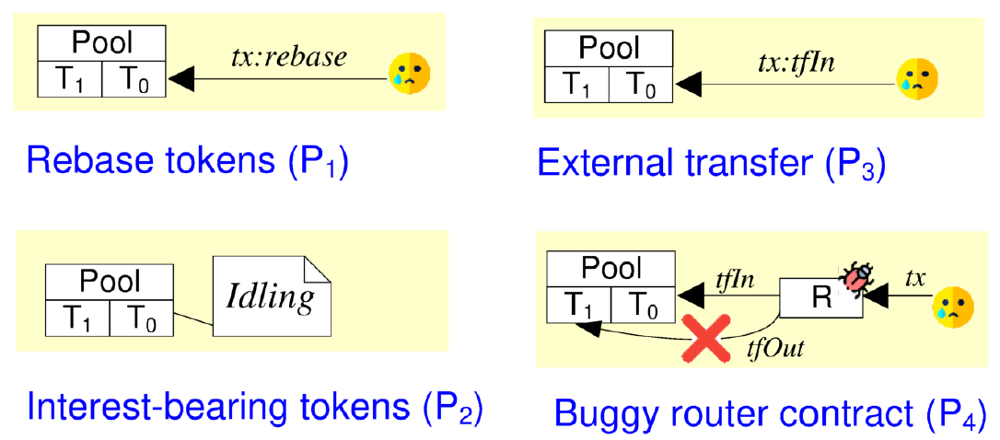 Pool
T₁ T₀
tx:rebase
Rebase tokens (P₁)
Pool
T₁ T₀
tx:tfIn
External transfer (P₃)
Pool
T₁ T₀
Idling
Interest-bearing tokens (P₂)
Pool
T₁ T₀
tfIn
R
tx
tfOut
Buggy router contract (P₄)